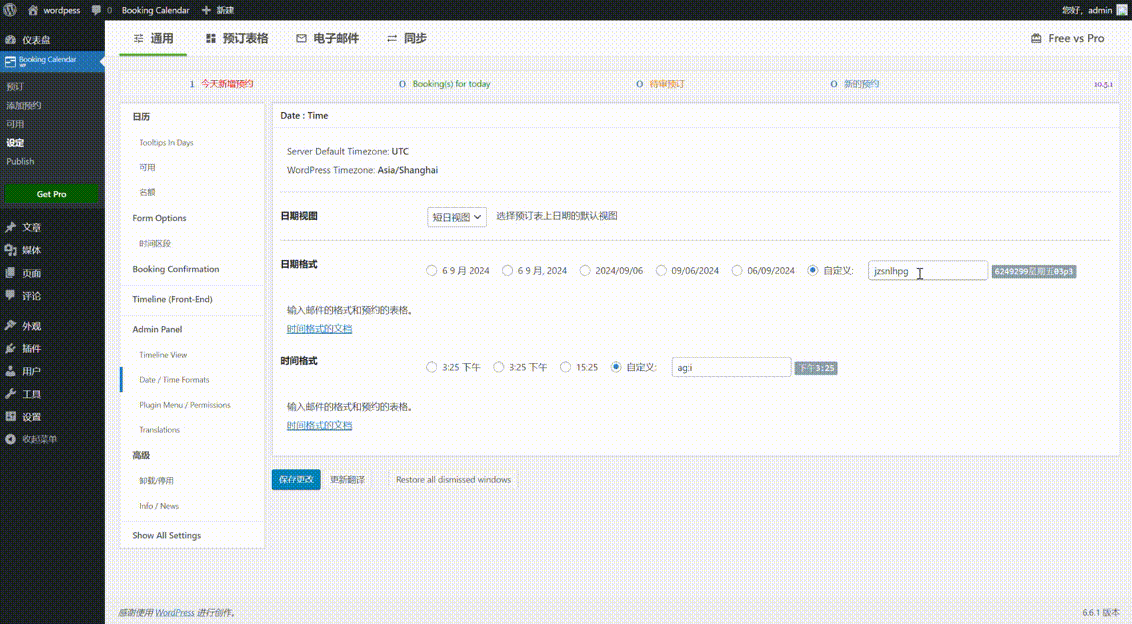 wordpess 0 Booking Calendar 新建 您好，admin
仪表盘
Booking Calendar
预订
添加预约
可用
设定
Publish
Get Pro
文章
媒体
页面
评论
外观
插件
用户
工具
设置
收起菜单
通用 预订表格 电子邮件 同步 Free vs Pro
1 今天新增预约 0 Booking(s) for today 0 待审预订 0 新的预约 10.5.1
日历
Tooltips In Days
可用
名额
Form Options
时间区段
Booking Confirmation
Timeline (Front-End)
Admin Panel
Timeline View
Date / Time Formats
Plugin Menu / Permissions
Translations
高级
卸载/停用
Info / News
Show All Settings
Date : Time
Server Default Timezone: UTC
WordPress Timezone: Asia/Shanghai
日期视图 短日视图 选择预订表上日期的默认视图
日期格式 6 9 月 2024 6 9 月, 2024 2024/09/06 09/06/2024 06/09/2024 自定义: jzsnlhpg 6249299星期五03p3
输入邮件的格式和预约的表格。
时间格式的文档
时间格式 3:25 下午 3:25 下午 15:25 自定义: ag:i 下午3:25
输入邮件的格式和预约的表格。
时间格式的文档
保存更改 更新翻译 Restore all dismissed windows
感谢使用 WordPress 进行创作。 6.6.1 版本